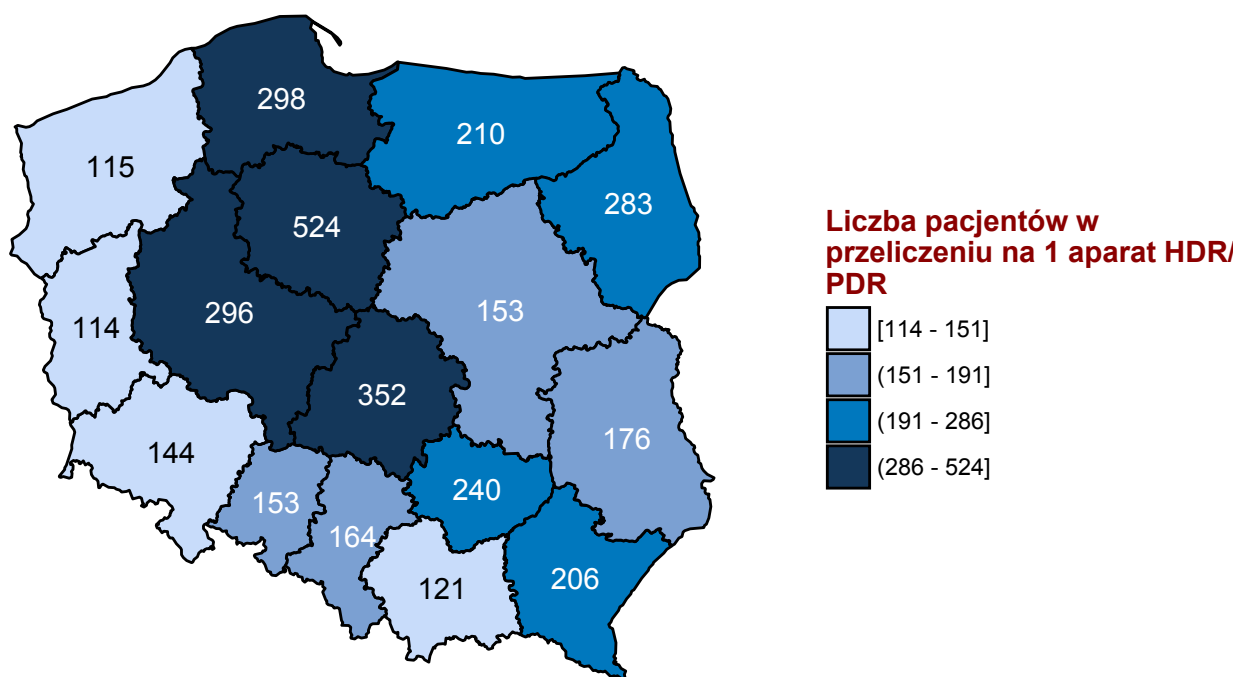 298
210
115
283
524
296
153
114
352
176
144
240
153
164
206
121
Liczba pacjentów w
przeliczeniu na 1 aparat HDR/
PDR
[114 - 151]
(151 - 191]
(191 - 286]
(286 - 524]